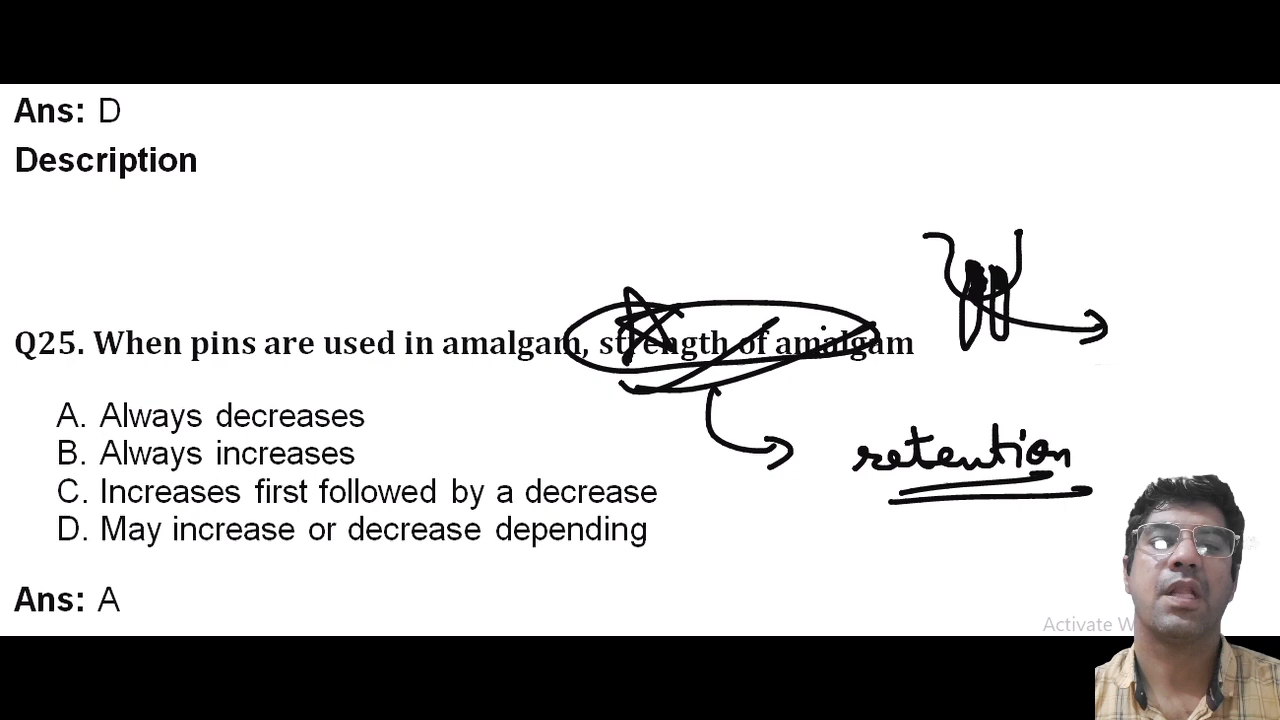 Ans: D
Description
Q25. When pins are used in amalgam, strength of amalgam
A. Always decreases
B. Always increases
retention
C. Increases first followed by a decrease
D. May increase or decrease depending
Ans: A
Activate W